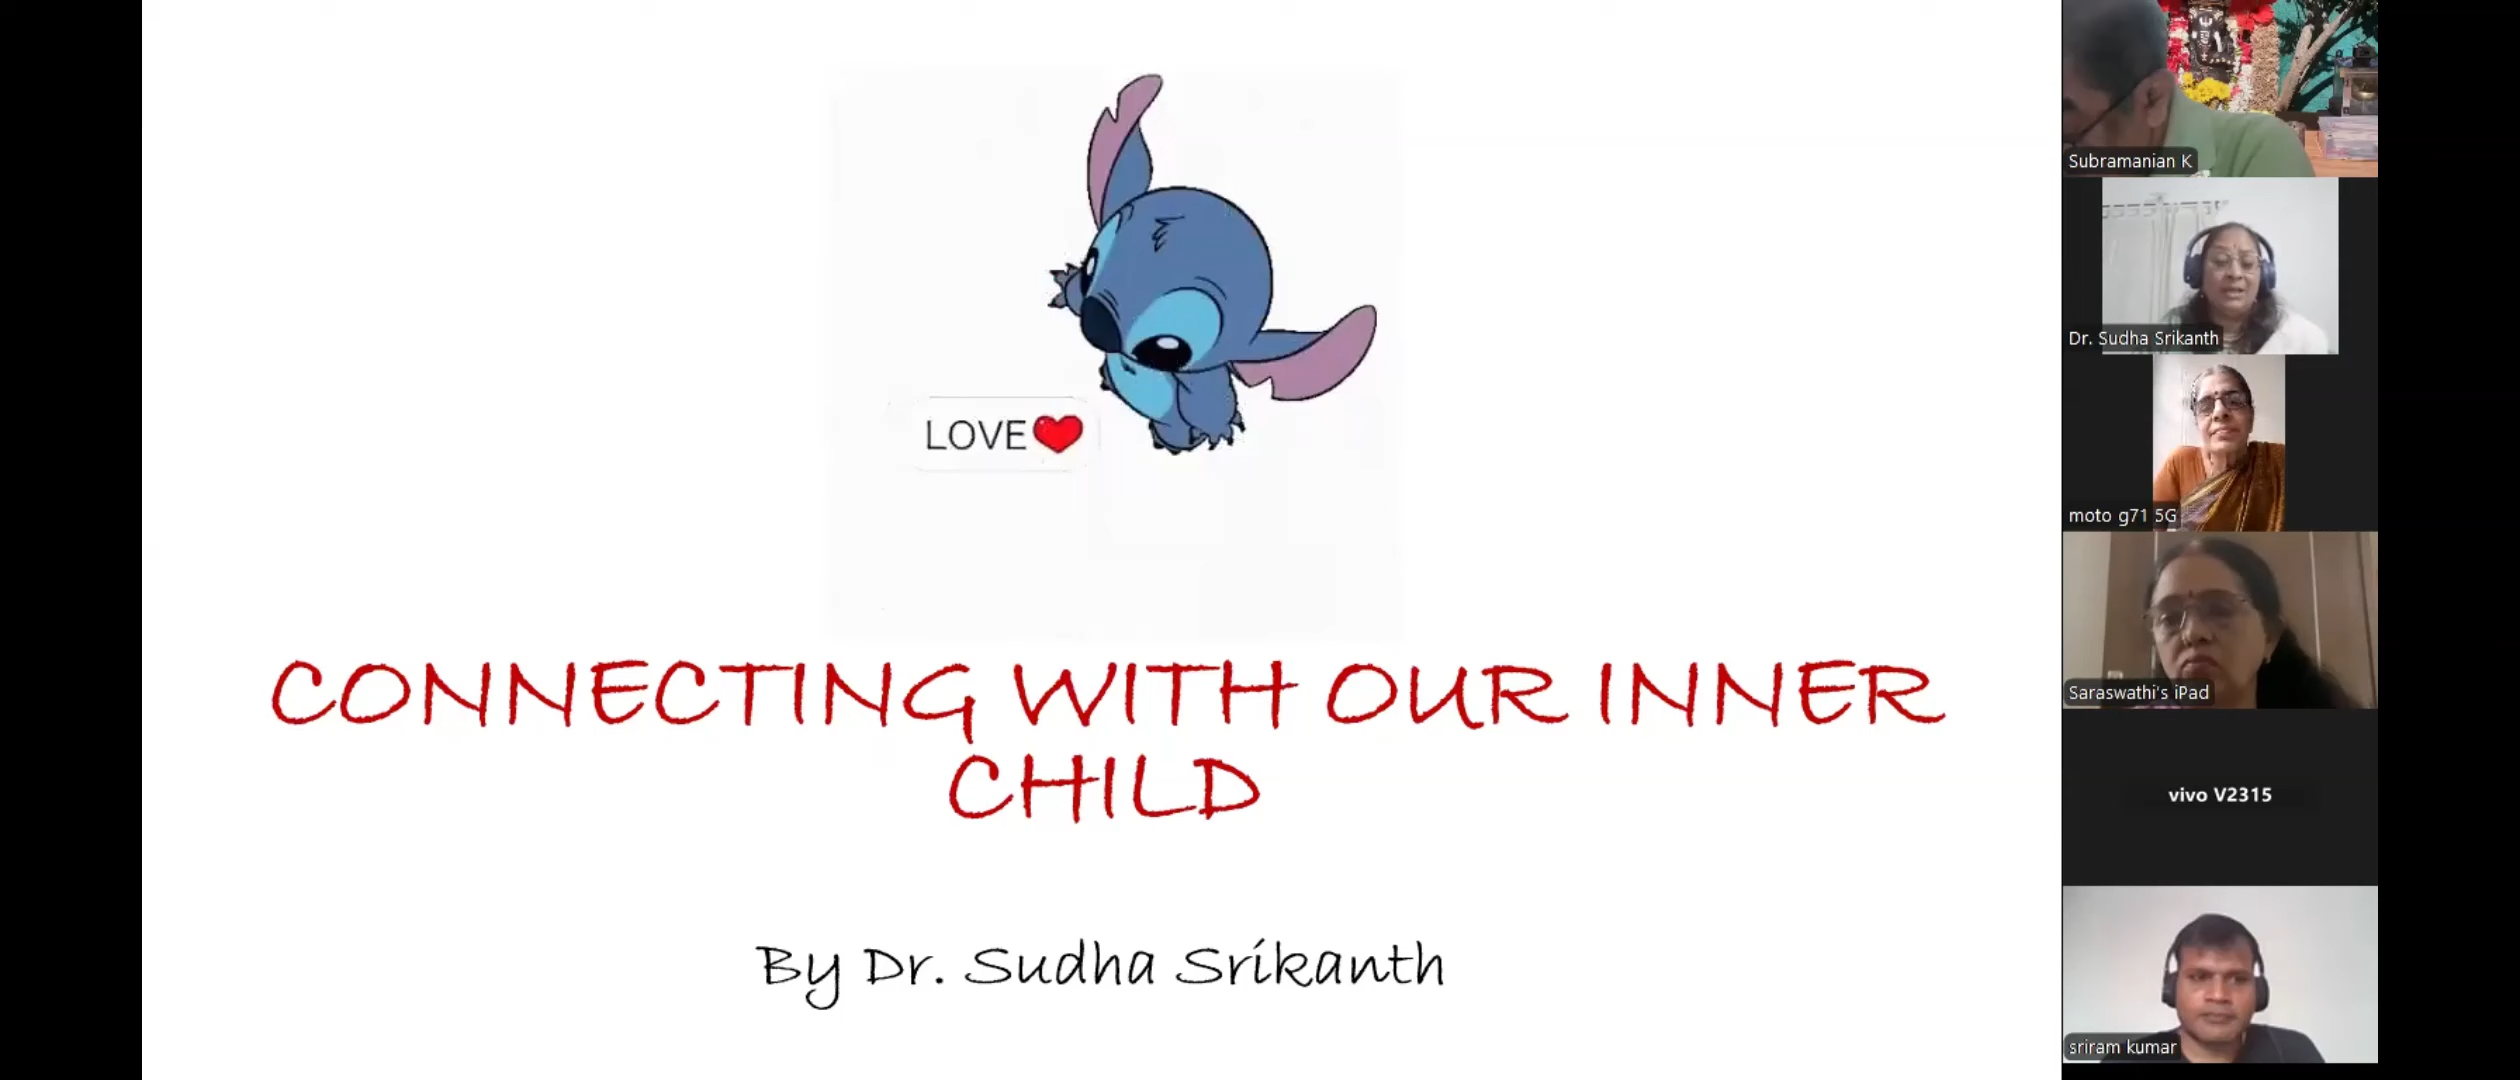 LOVE
CONNECTING WITH OUR INNER
CHILD
By Dr. Sudha Srikanth
Subramanian K
Dr. Sudha Srikanth
moto g71 5G
Saraswathi's iPad
vivo V2315
sriram kumar